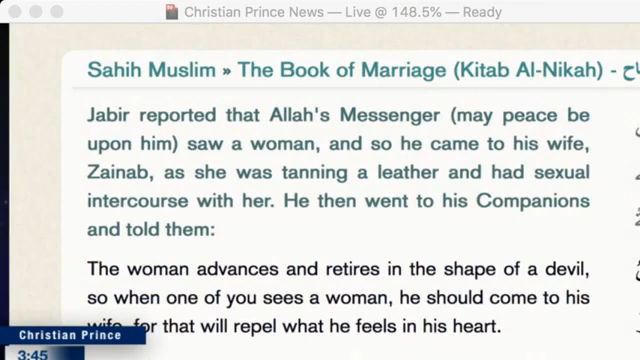 Christian Prince News — Live @ 148.5% — Ready
Sahih Muslim » The Book of Marriage (Kitab Al-Nikah) -
Jabir reported that Allah's Messenger (may peace be
upon him) saw a woman, and so he came to his wife,
Zainab, as she was tanning a leather and had sexual
intercourse with her. He then went to his Companions
and told them:
The woman advances and retires in the shape of a devil,
so when one of you sees a woman, he should come to his
wife, for that will repel what he feels in his heart.
Christian Prince
3:45